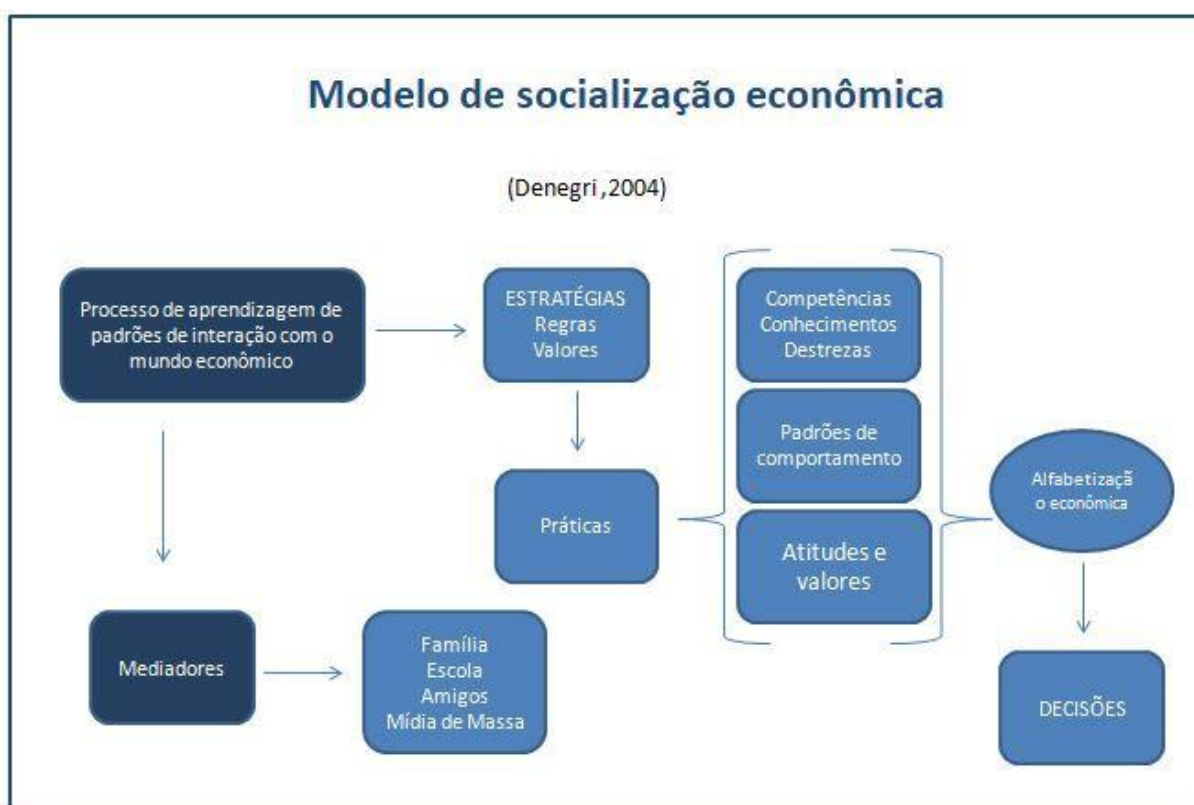 Modelo de socialização econômica
(Denegri ,2004)
Processo de aprendizagem de
padrões de interação com o
mundo econômico
ESTRATÉGIAS
Regras
Valores
Competências
Conhecimentos
Destrezas
Padrões de
comportamento
Práticas
Atitudes e
valores
Alfabetizaçã
o econômica
Mediadores
Família
Escola
Amigos
Mídia de Massa
DECISÕES